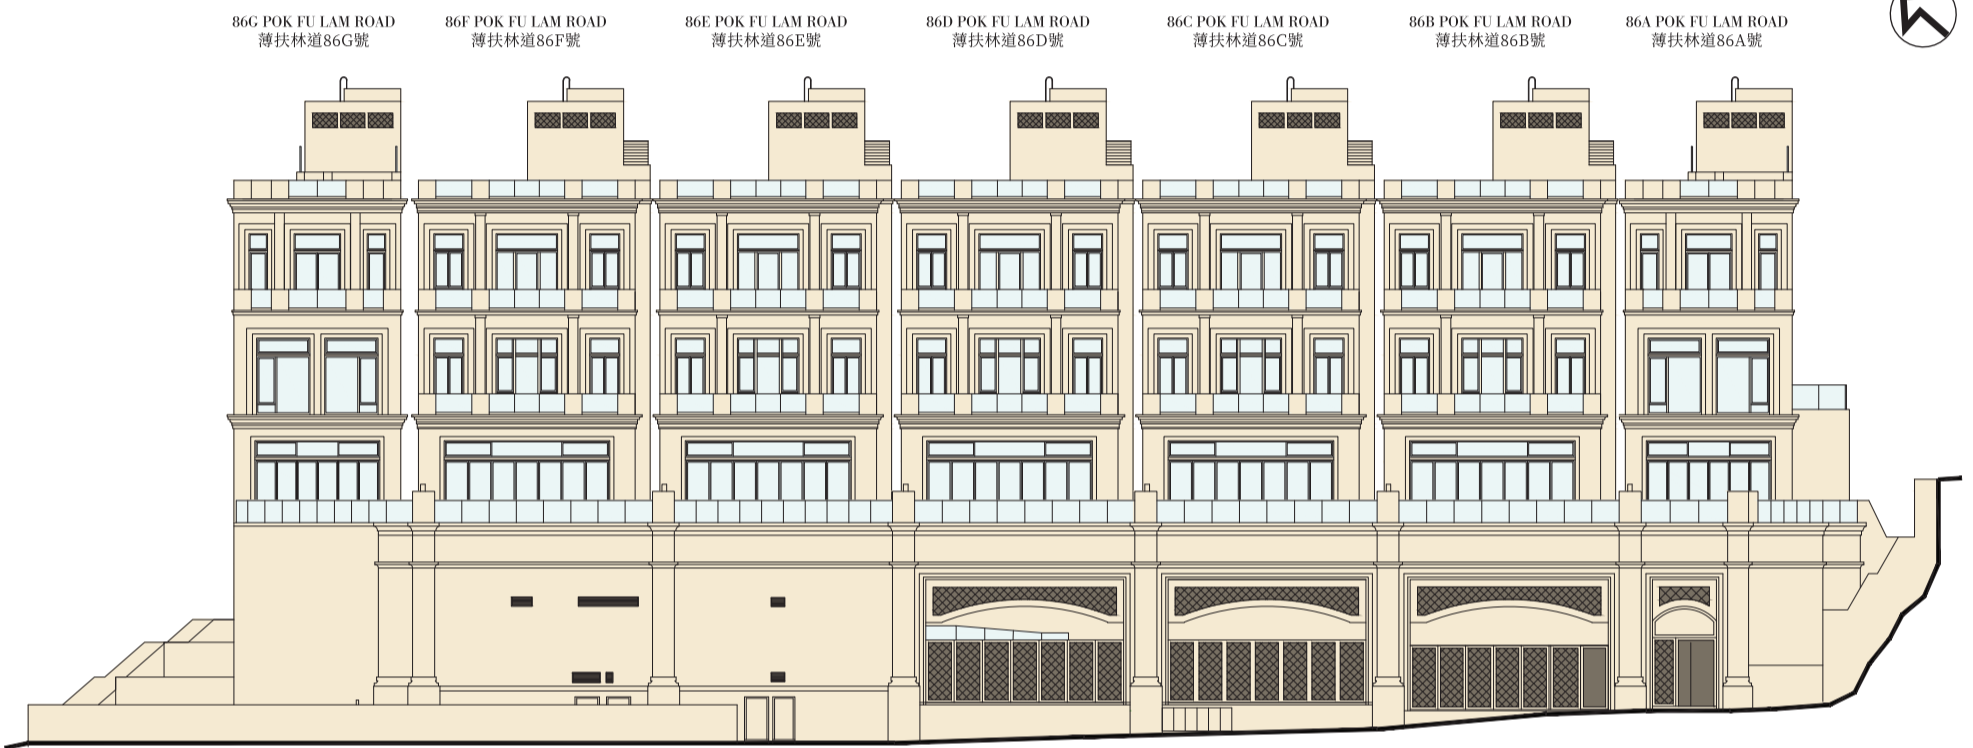 86G POK FU LAM ROAD
薄扶林道86G號
86F POK FU LAM ROAD
薄扶林道86F號
86E POK FU LAM ROAD
薄扶林道86E號
86D POK FU LAM ROAD
薄扶林道86D號
86C POK FU LAM ROAD
薄扶林道86C號
86B POK FU LAM ROAD
薄扶林道86B號
86A POK FU LAM ROAD
薄扶林道86A號